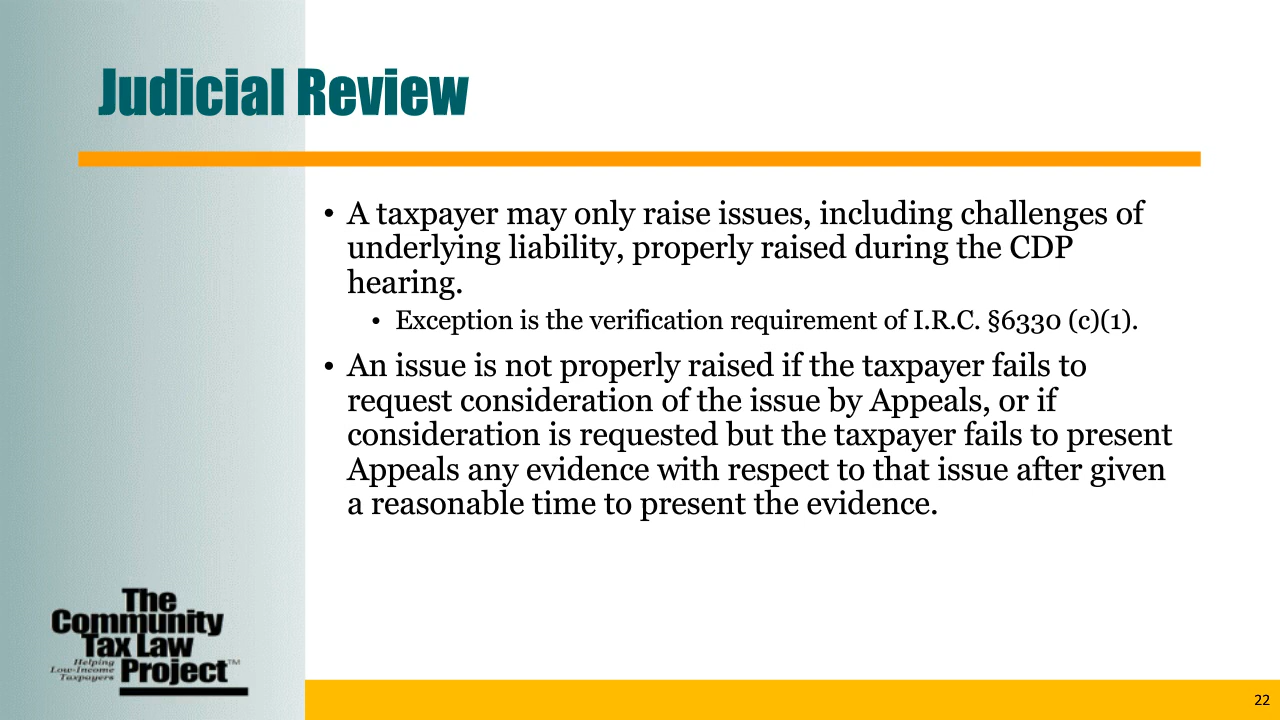 Judicial Review
• A taxpayer may only raise issues, including challenges of
underlying liability, properly raised during the CDP
hearing.
• Exception is the verification requirement of I.R.C. §6330 (c)(1).
• An issue is not properly raised if the taxpayer fails to
request consideration of the issue by Appeals, or if
consideration is requested but the taxpayer fails to present
Appeals any evidence with respect to that issue after given
a reasonable time to present the evidence.
The
Community
Tax Law
Project™
Helping
Low-Income
Taxpayers
22